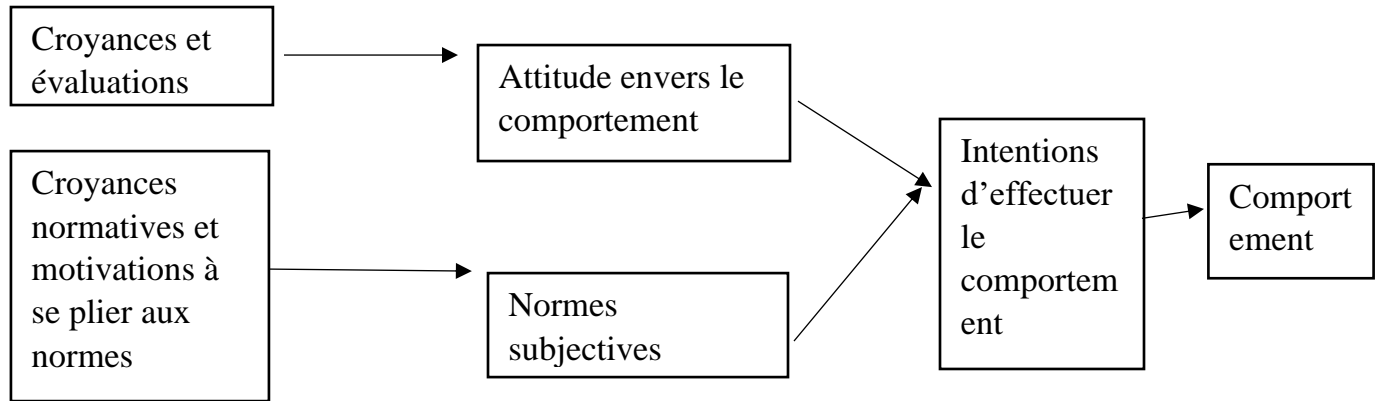 Croyances et
évaluations
Attitude envers le
comportement
Croyances
normatives et
motivations à
se plier aux
normes
Normes
subjectives
Intentions
d’effectuer
le
comportem
ent
Comport
ement